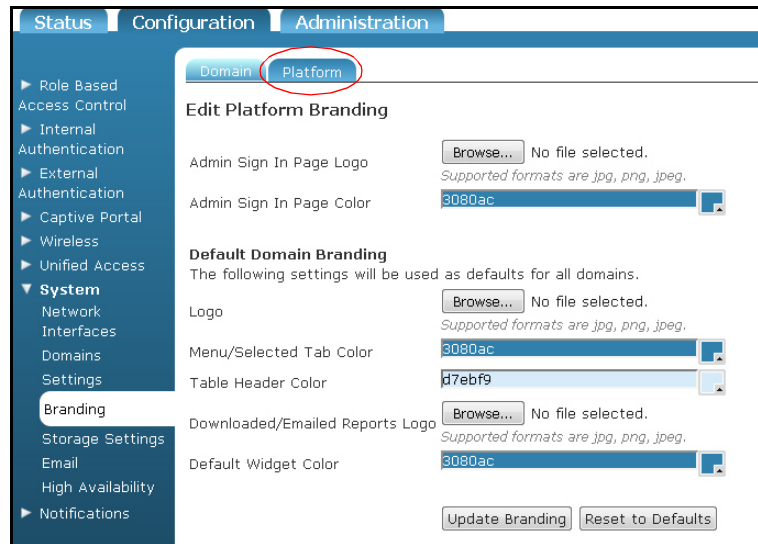 Status
Configuration
Administration
Role Based
Access Control
Internal
Authentication
External
Authentication
Captive Portal
Wireless
Unified Access
System
Network
Interfaces
Domains
Settings
Branding
Storage Settings
Email
High Availability
Notifications
Domain
Platform
Edit Platform Branding
Admin Sign In Page Logo
Browse... No file selected.
Supported formats are jpg, png, jpeg.
Admin Sign In Page Color
3080ac
Default Domain Branding
The following settings will be used as defaults for all domains.
Logo
Browse... No file selected.
Supported formats are jpg, png, jpeg.
Menu/Selected Tab Color
3080ac
Table Header Color
d7ebf9
Downloaded/Emailed Reports Logo
Browse... No file selected.
Supported formats are jpg, png, jpeg.
Default Widget Color
3080ac
Update Branding
Reset to Defaults